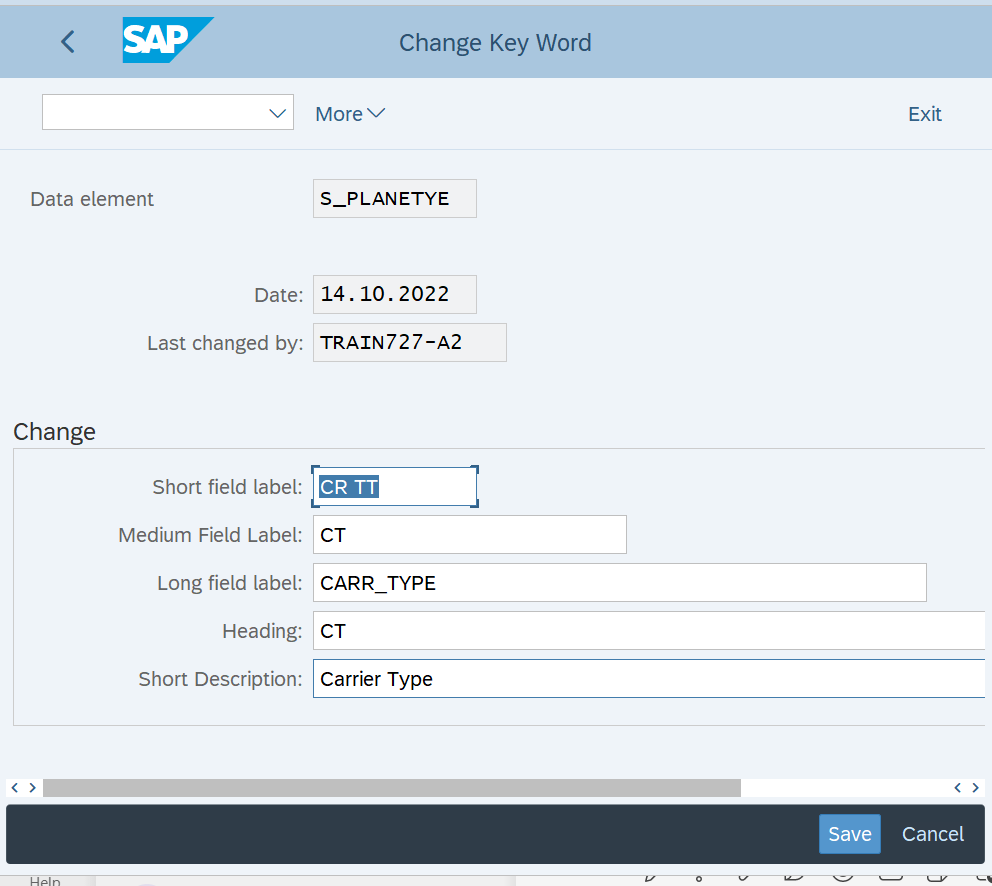 SAP
Change Key Word
More
Exit
Data element S_PLANETYE
Date: 14.10.2022
Last changed by: TRAIN727-A2
Change
Short field label: CR TT
Medium Field Label: CT
Long field label: CARR_TYPE
Heading: CT
Short Description: Carrier Type
Save Cancel
Help